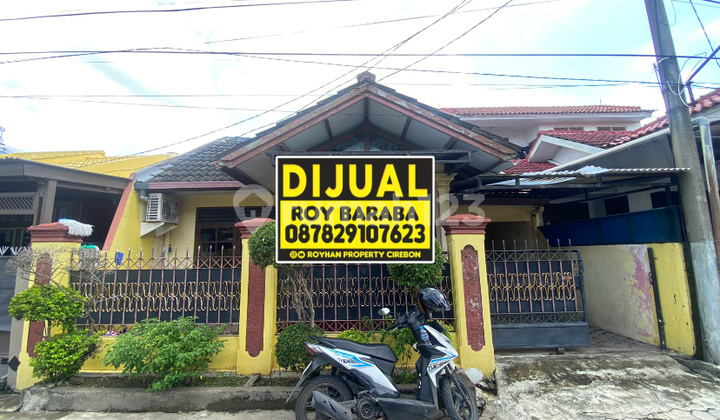 DIJUAL
ROY BARABA
087829107623
ROYHAN PROPERTY CIREBON